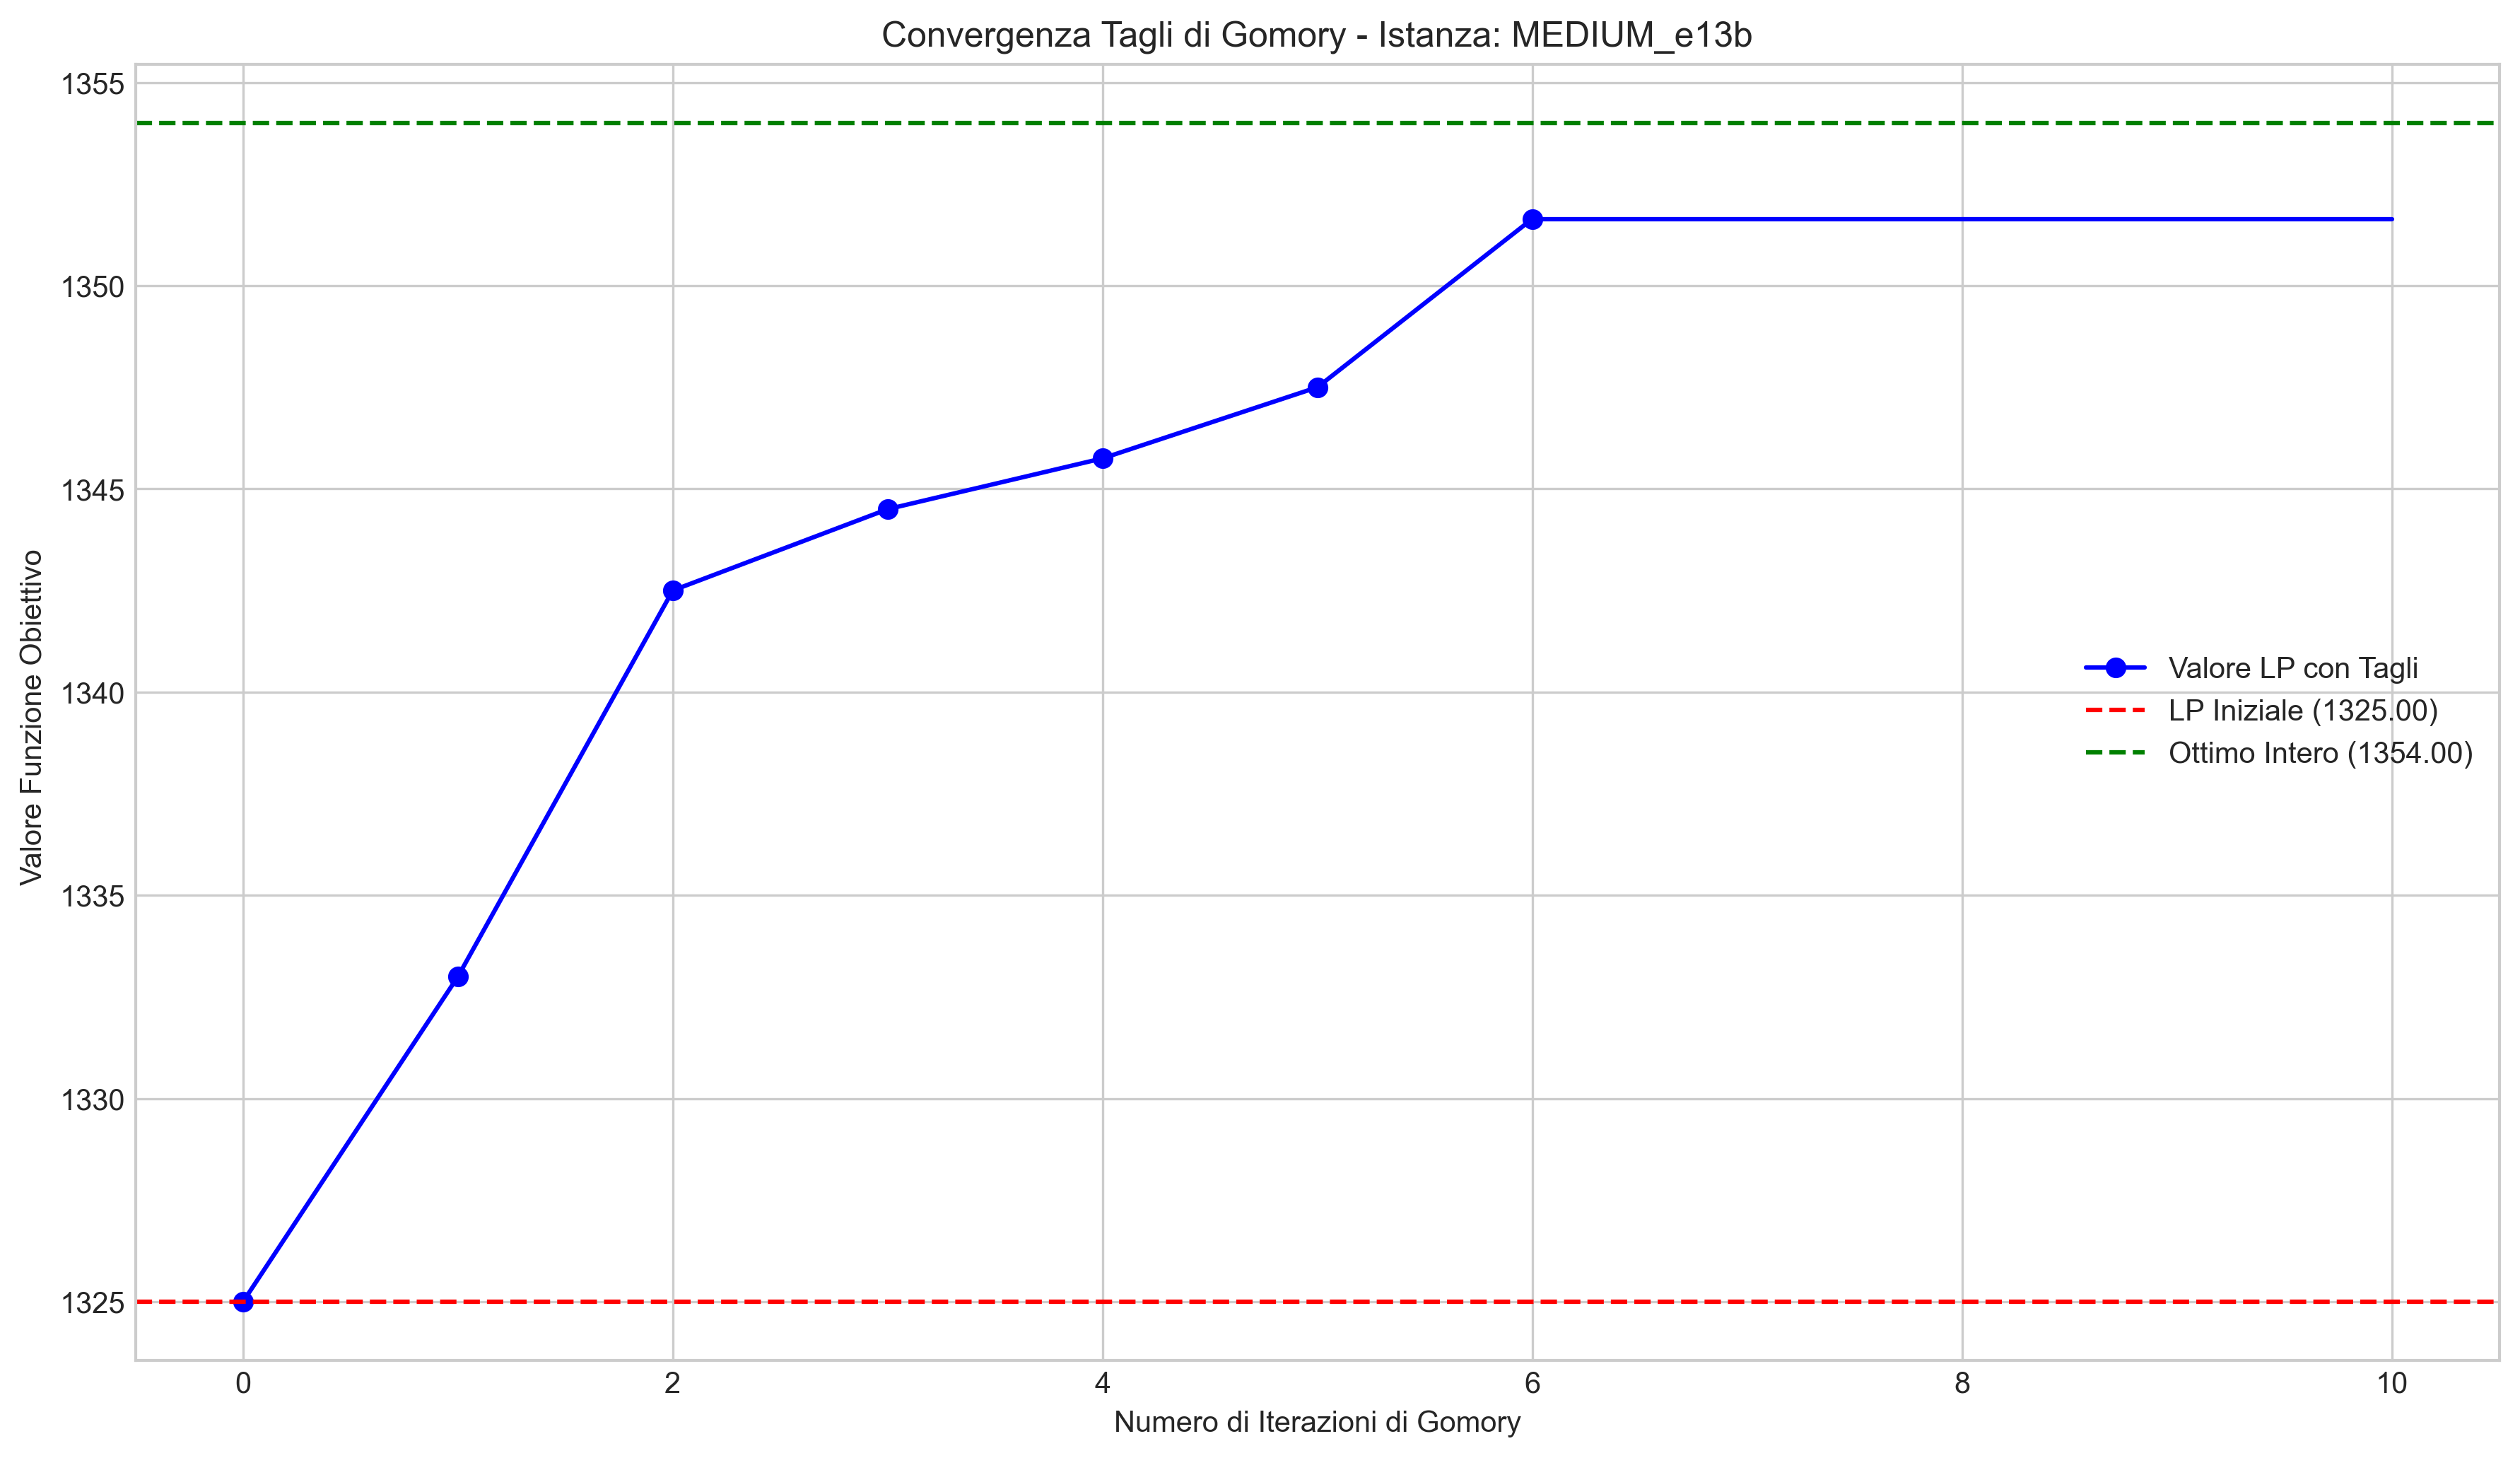 Convergenza Tagli di Gomory - Istanza: MEDIUM_e13b
1355
1350
1345
1340
1335
1330
1325
Valore Funzione Obiettivo
Valore LP con Tagli
LP Iniziale (1325.00)
Ottimo Intero (1354.00)
0 2 4 6 8 10
Numero di Iterazioni di Gomory